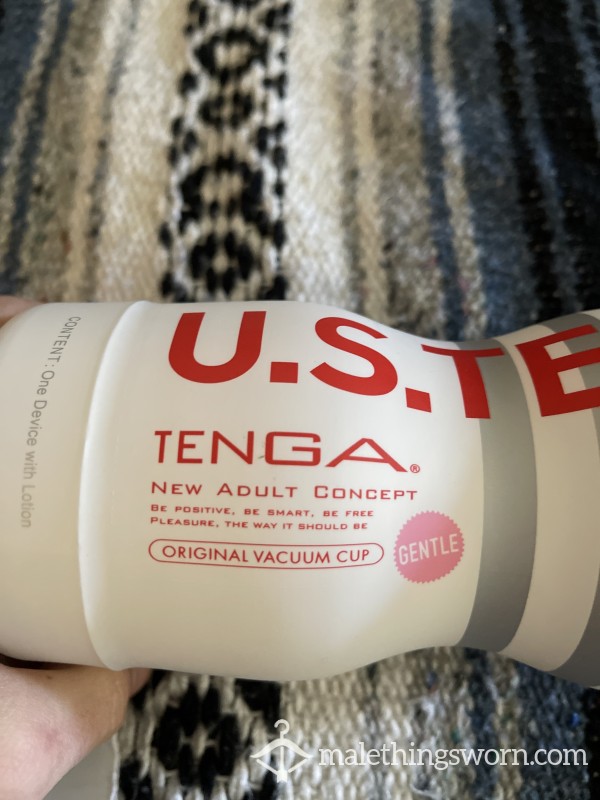 U.S.TE
CONTENT: One Device with Lotion
TENGA®
NEW ADULT CONCEPT
BE POSITIVE, BE SMART, BE FREE
PLEASURE, THE WAY IT SHOULD BE
ORIGINAL VACUUM CUP
GENTLE
malethingsworn.com